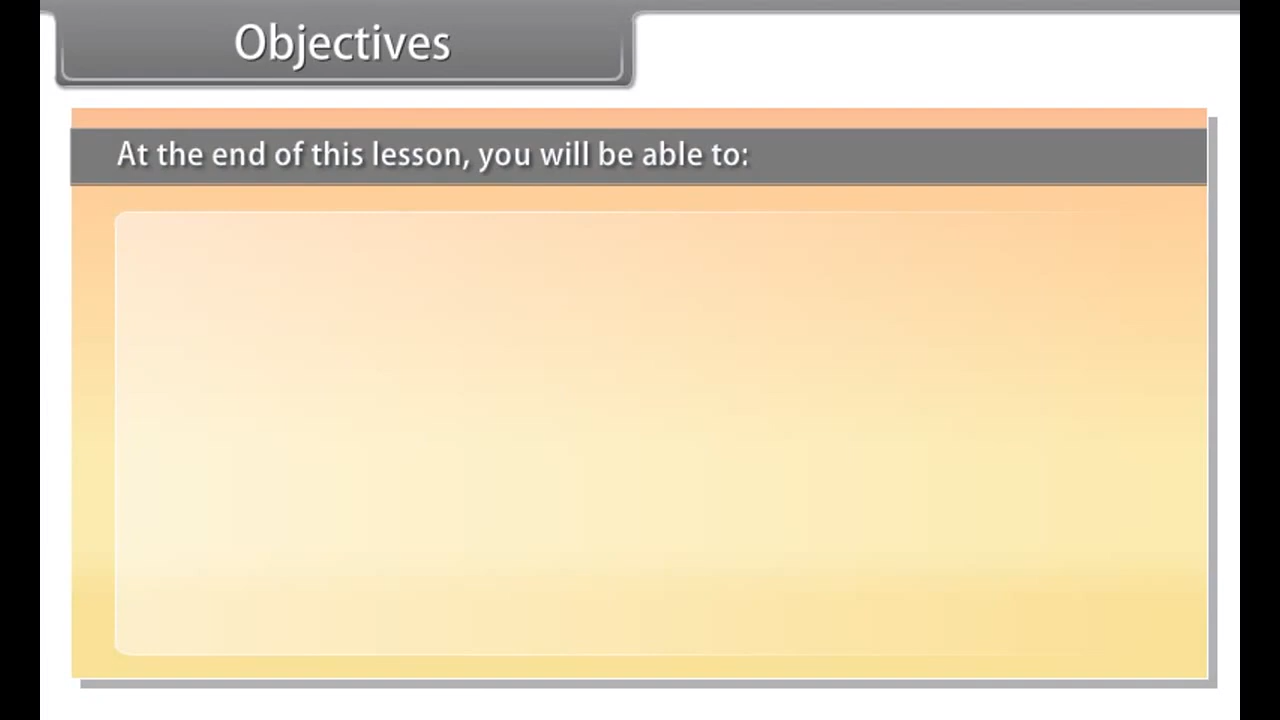 Objectives
At the end of this lesson, you will be able to: